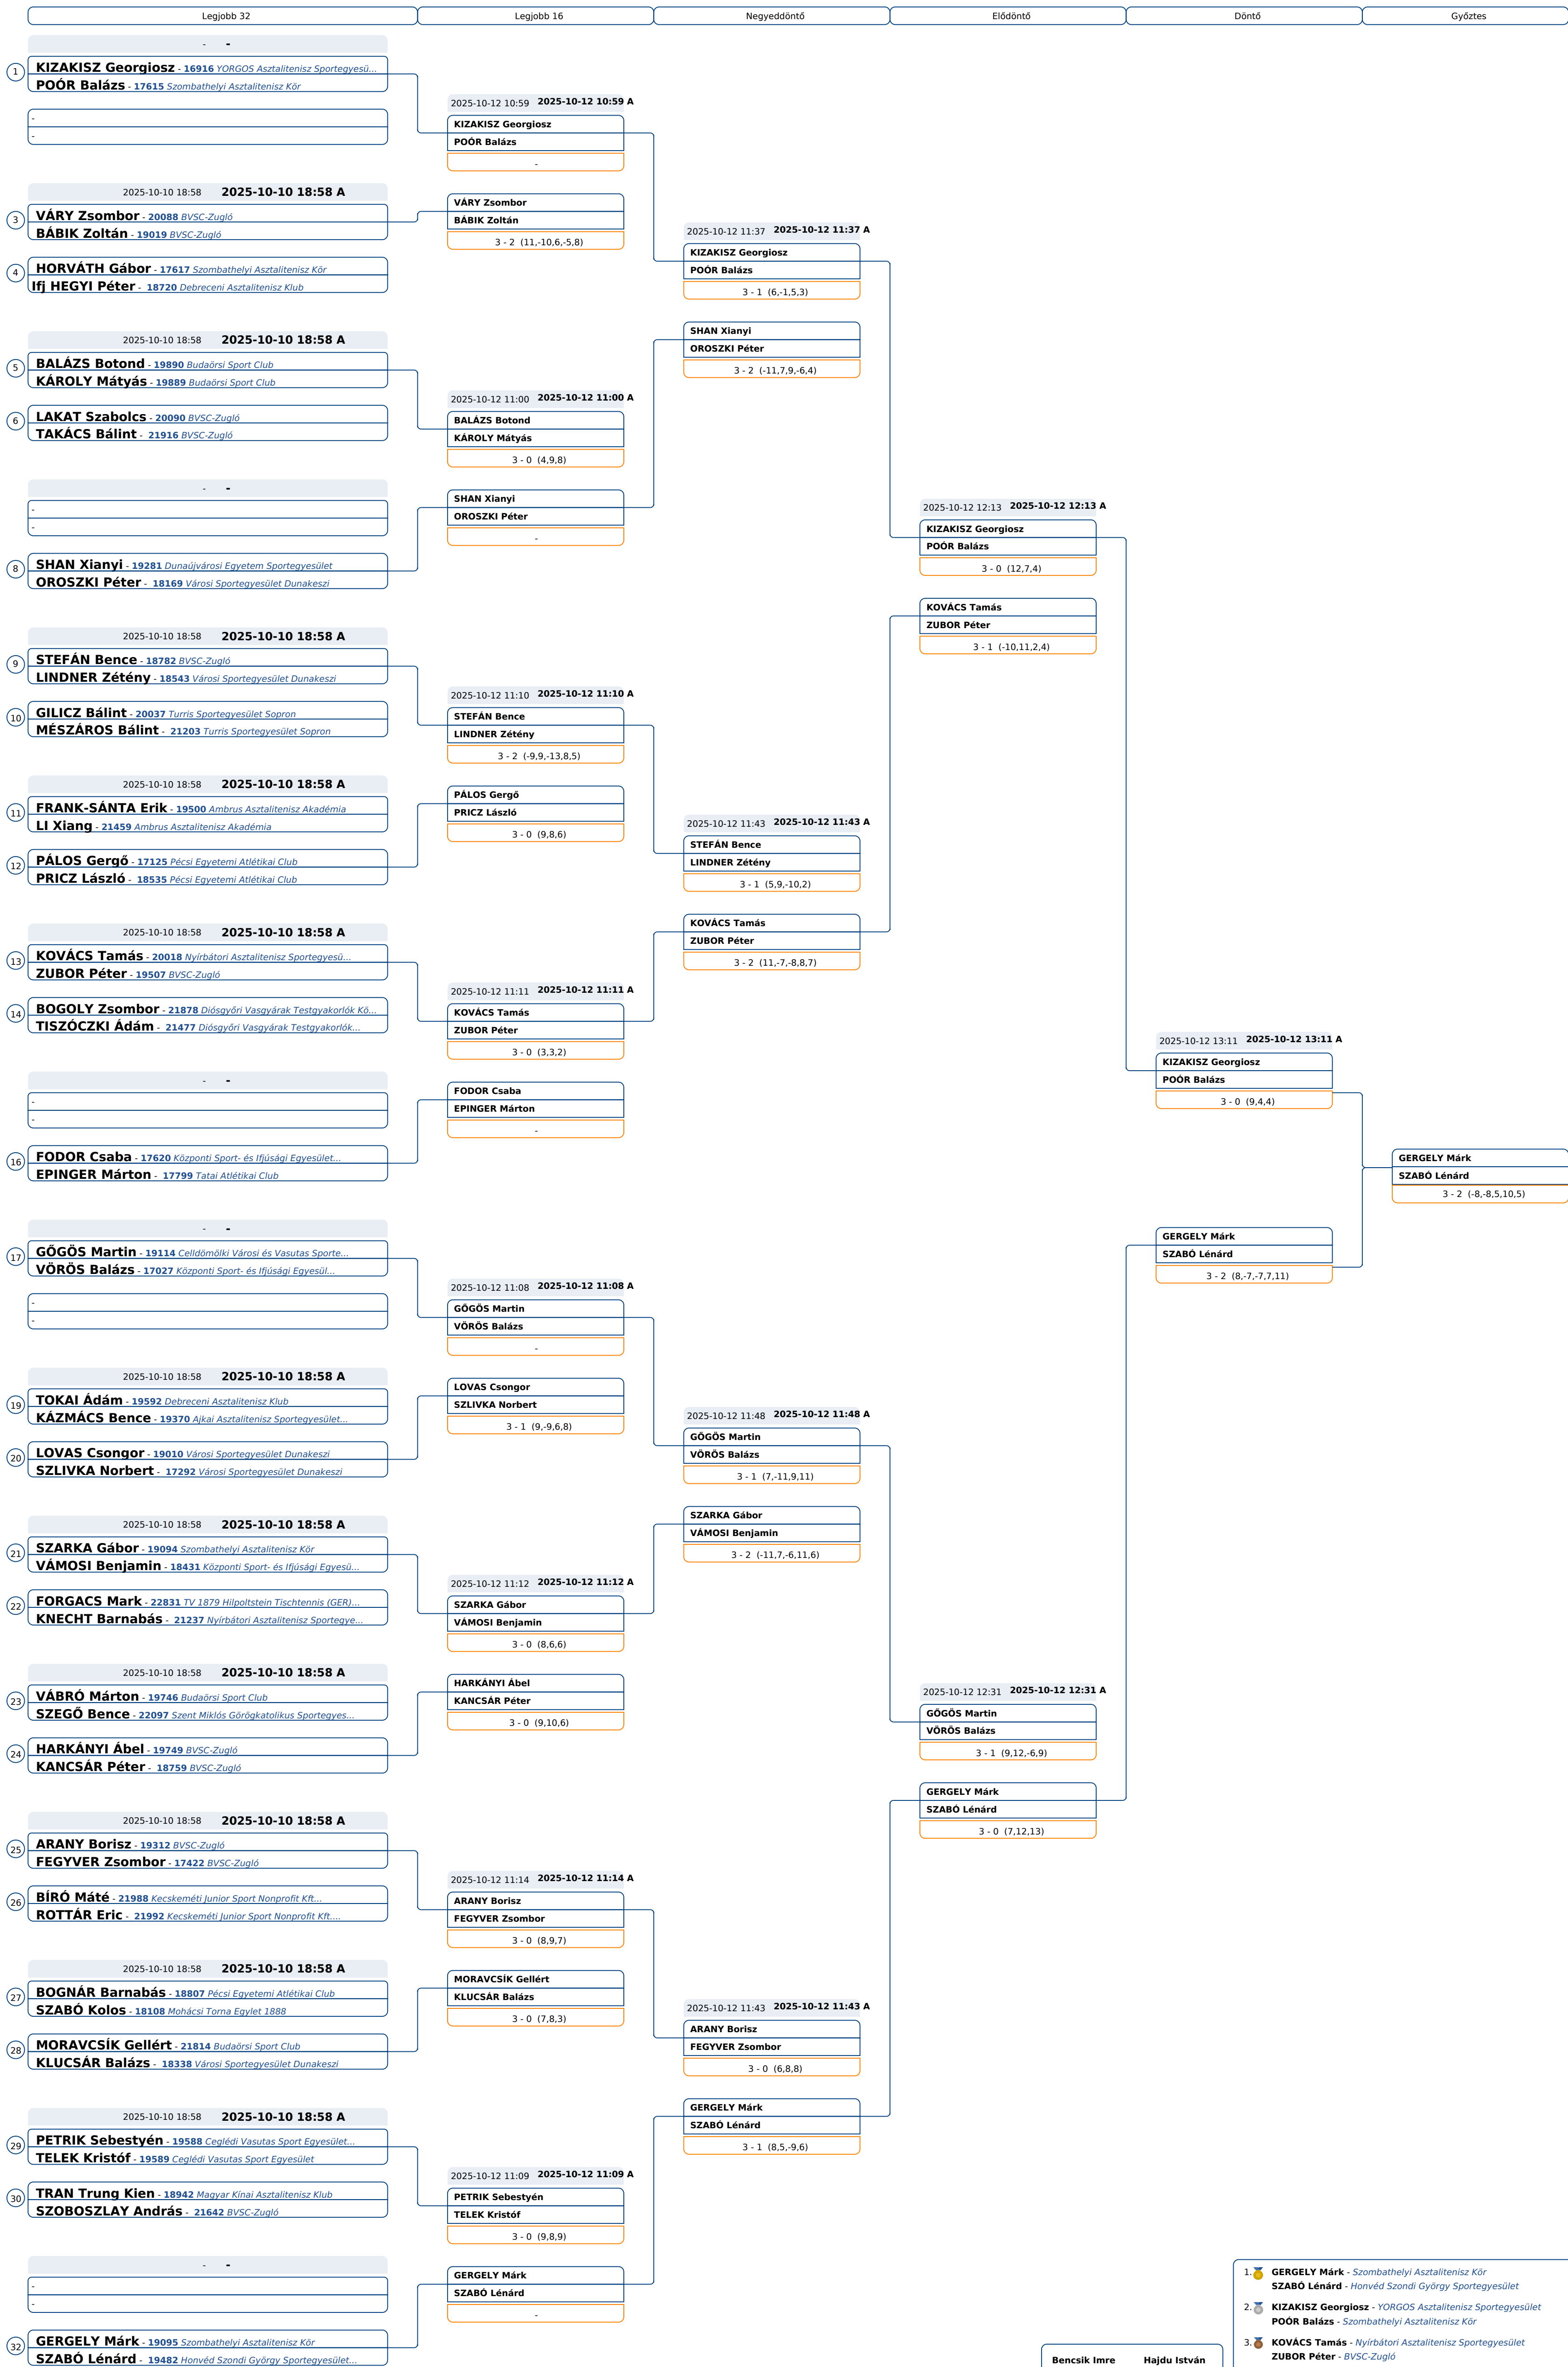 Legjobb 32
Legjobb 16
Negyeddöntő
Elődöntő
Döntő
Győztes
- -
1 KIZAKISZ Georgiosz - 16916 YORGOS Asztalitenisz Sportegyesü...
POÓR Balázs - 17615 Szombathelyi Asztalitenisz Kör
-
-
2025-10-10 18:58 2025-10-10 18:58 A
3 VÁRY Zsombor - 20088 BVSC-Zugló
BÁBIK Zoltán - 19019 BVSC-Zugló
4 HORVÁTH Gábor - 17617 Szombathelyi Asztalitenisz Kör
Ifj HEGYI Péter - 18720 Debreceni Asztalitenisz Klub
2025-10-10 18:58 2025-10-10 18:58 A
5 BALÁZS Botond - 19890 Budaörsi Sport Club
KÁROLY Mátyás - 19889 Budaörsi Sport Club
6 LAKAT Szabolcs - 20090 BVSC-Zugló
TAKÁCS Bálint - 21916 BVSC-Zugló
- -
-
-
8 SHAN Xianyi - 19281 Dunaújvárosi Egyetem Sportegyesület
OROSZKI Péter - 18169 Városi Sportegyesület Dunakeszi
2025-10-10 18:58 2025-10-10 18:58 A
9 STEFÁN Bence - 18782 BVSC-Zugló
LINDNER Zétény - 18543 Városi Sportegyesület Dunakeszi
10 GILICZ Bálint - 20037 Turris Sportegyesület Sopron
MÉSZÁROS Bálint - 21203 Turris Sportegyesület Sopron
2025-10-10 18:58 2025-10-10 18:58 A
11 FRANK-SÁNTA Erik - 19500 Ambrus Asztalitenisz Akadémia
LI Xiang - 21459 Ambrus Asztalitenisz Akadémia
12 PÁLOS Gergő - 17125 Pécsi Egyetemi Atlétikai Club
PRICZ László - 18535 Pécsi Egyetemi Atlétikai Club
2025-10-10 18:58 2025-10-10 18:58 A
13 KOVÁCS Tamás - 20018 Nyírbátori Asztalitenisz Sportegyesü...
ZUBOR Péter - 19507 BVSC-Zugló
14 BOGOLY Zsombor - 21878 Diósgyőri Vasgyárak Testgyakorlók Kö...
TISZÓCZKI Ádám - 21477 Diósgyőri Vasgyárak Testgyakorlók...
- -
-
-
16 FODOR Csaba - 17620 Központi Sport- és Ifjúsági Egyesület...
EPINGER Márton - 17799 Tatai Atlétikai Club
- -
17 GŐGÖS Martin - 19114 Celldömölki Városi és Vasutas Sporte...
VÖRÖS Balázs - 17027 Központi Sport- és Ifjúsági Egyesül...
-
-
2025-10-10 18:58 2025-10-10 18:58 A
19 TOKAI Ádám - 19592 Debreceni Asztalitenisz Klub
KÁZMÁCS Bence - 19370 Ajkai Asztalitenisz Sportegyesület...
20 LOVAS Csongor - 19010 Városi Sportegyesület Dunakeszi
SZLIVKA Norbert - 17292 Városi Sportegyesület Dunakeszi
2025-10-10 18:58 2025-10-10 18:58 A
21 SZARKA Gábor - 19094 Szombathelyi Asztalitenisz Kör
VÁMOSI Benjamin - 18431 Központi Sport- és Ifjúsági Egyesü...
22 FORGACS Mark - 22831 TV 1879 Hilpoltstein Tischtennis (GER)...
KNECHT Barnabás - 21237 Nyírbátori Asztalitenisz Sportegye...
2025-10-10 18:58 2025-10-10 18:58 A
23 VÁBRÓ Márton - 19746 Budaörsi Sport Club
SZEGŐ Bence - 22097 Szent Miklós Görögkatolikus Sportegyes...
24 HARKÁNYI Ábel - 19749 BVSC-Zugló
KANCSÁR Péter - 18759 BVSC-Zugló
2025-10-10 18:58 2025-10-10 18:58 A
25 ARANY Borisz - 19312 BVSC-Zugló
FEGYVER Zsombor - 17422 BVSC-Zugló
26 BÍRÓ Máté - 21988 Kecskeméti Junior Sport Nonprofit Kft...
ROTTÁR Eric - 21992 Kecskeméti Junior Sport Nonprofit Kft....
2025-10-10 18:58 2025-10-10 18:58 A
27 BOGNÁR Barnabás - 18807 Pécsi Egyetemi Atlétikai Club
SZABÓ Kolos - 18108 Mohácsi Torna Egylet 1888
28 MORAVCSÍK Gellért - 21814 Budaörsi Sport Club
KLUCSÁR Balázs - 18338 Városi Sportegyesület Dunakeszi
2025-10-10 18:58 2025-10-10 18:58 A
29 PETRIK Sebestyén - 19588 Ceglédi Vasutas Sport Egyesület...
TELEK Kristóf - 19589 Ceglédi Vasutas Sport Egyesület
30 TRAN Trung Kien - 18942 Magyar Kínai Asztalitenisz Klub
SZOBOSZLAY András - 21642 BVSC-Zugló
- -
-
-
32 GERGELY Márk - 19095 Szombathelyi Asztalitenisz Kör
SZABÓ Lénárd - 19482 Honvéd Szondi György Sportegyesület...
2025-10-12 10:59 2025-10-12 10:59 A
KIZAKISZ Georgiosz
POÓR Balázs
-
VÁRY Zsombor
BÁBIK Zoltán
3 - 2 (11,-10,6,-5,8)
2025-10-12 11:00 2025-10-12 11:00 A
BALÁZS Botond
KÁROLY Mátyás
3 - 0 (4,9,8)
SHAN Xianyi
OROSZKI Péter
-
2025-10-12 11:10 2025-10-12 11:10 A
STEFÁN Bence
LINDNER Zétény
3 - 2 (-9,9,-13,8,5)
PÁLOS Gergő
PRICZ László
3 - 0 (9,8,6)
2025-10-12 11:11 2025-10-12 11:11 A
KOVÁCS Tamás
ZUBOR Péter
3 - 0 (3,3,2)
FODOR Csaba
EPINGER Márton
-
2025-10-12 11:08 2025-10-12 11:08 A
GŐGÖS Martin
VÖRÖS Balázs
-
LOVAS Csongor
SZLIVKA Norbert
3 - 1 (9,-9,6,8)
2025-10-12 11:12 2025-10-12 11:12 A
SZARKA Gábor
VÁMOSI Benjamin
3 - 0 (8,6,6)
HARKÁNYI Ábel
KANCSÁR Péter
3 - 0 (9,10,6)
2025-10-12 11:14 2025-10-12 11:14 A
ARANY Borisz
FEGYVER Zsombor
3 - 0 (8,9,7)
MORAVCSÍK Gellért
KLUCSÁR Balázs
3 - 0 (7,8,3)
2025-10-12 11:09 2025-10-12 11:09 A
PETRIK Sebestyén
TELEK Kristóf
3 - 0 (9,8,9)
GERGELY Márk
SZABÓ Lénárd
-
2025-10-12 11:37 2025-10-12 11:37 A
KIZAKISZ Georgiosz
POÓR Balázs
3 - 1 (6,-1,5,3)
SHAN Xianyi
OROSZKI Péter
3 - 2 (-11,7,9,-6,4)
2025-10-12 11:43 2025-10-12 11:43 A
STEFÁN Bence
LINDNER Zétény
3 - 1 (5,9,-10,2)
KOVÁCS Tamás
ZUBOR Péter
3 - 2 (11,-7,-8,8,7)
2025-10-12 11:48 2025-10-12 11:48 A
GŐGÖS Martin
VÖRÖS Balázs
3 - 1 (7,-11,9,11)
SZARKA Gábor
VÁMOSI Benjamin
3 - 2 (-11,7,-6,11,6)
2025-10-12 11:43 2025-10-12 11:43 A
ARANY Borisz
FEGYVER Zsombor
3 - 0 (6,8,8)
GERGELY Márk
SZABÓ Lénárd
3 - 1 (8,5,-9,6)
2025-10-12 12:13 2025-10-12 12:13 A
KIZAKISZ Georgiosz
POÓR Balázs
3 - 0 (12,7,4)
KOVÁCS Tamás
ZUBOR Péter
3 - 1 (-10,11,2,4)
2025-10-12 12:31 2025-10-12 12:31 A
GŐGÖS Martin
VÖRÖS Balázs
3 - 1 (9,12,-6,9)
GERGELY Márk
SZABÓ Lénárd
3 - 0 (7,12,13)
2025-10-12 13:11 2025-10-12 13:11 A
KIZAKISZ Georgiosz
POÓR Balázs
3 - 0 (9,4,4)
GERGELY Márk
SZABÓ Lénárd
3 - 2 (8,-7,-7,7,11)
GERGELY Márk
SZABÓ Lénárd
3 - 2 (-8,-8,5,10,5)
Bencsik Imre Hajdu István
1. GERGELY Márk - Szombathelyi Asztalitenisz Kör
SZABÓ Lénárd - Honvéd Szondi György Sportegyesület
2. KIZAKISZ Georgiosz - YORGOS Asztalitenisz Sportegyesület
POÓR Balázs - Szombathelyi Asztalitenisz Kör
3. KOVÁCS Tamás - Nyírbátori Asztalitenisz Sportegyesület
ZUBOR Péter - BVSC-Zugló